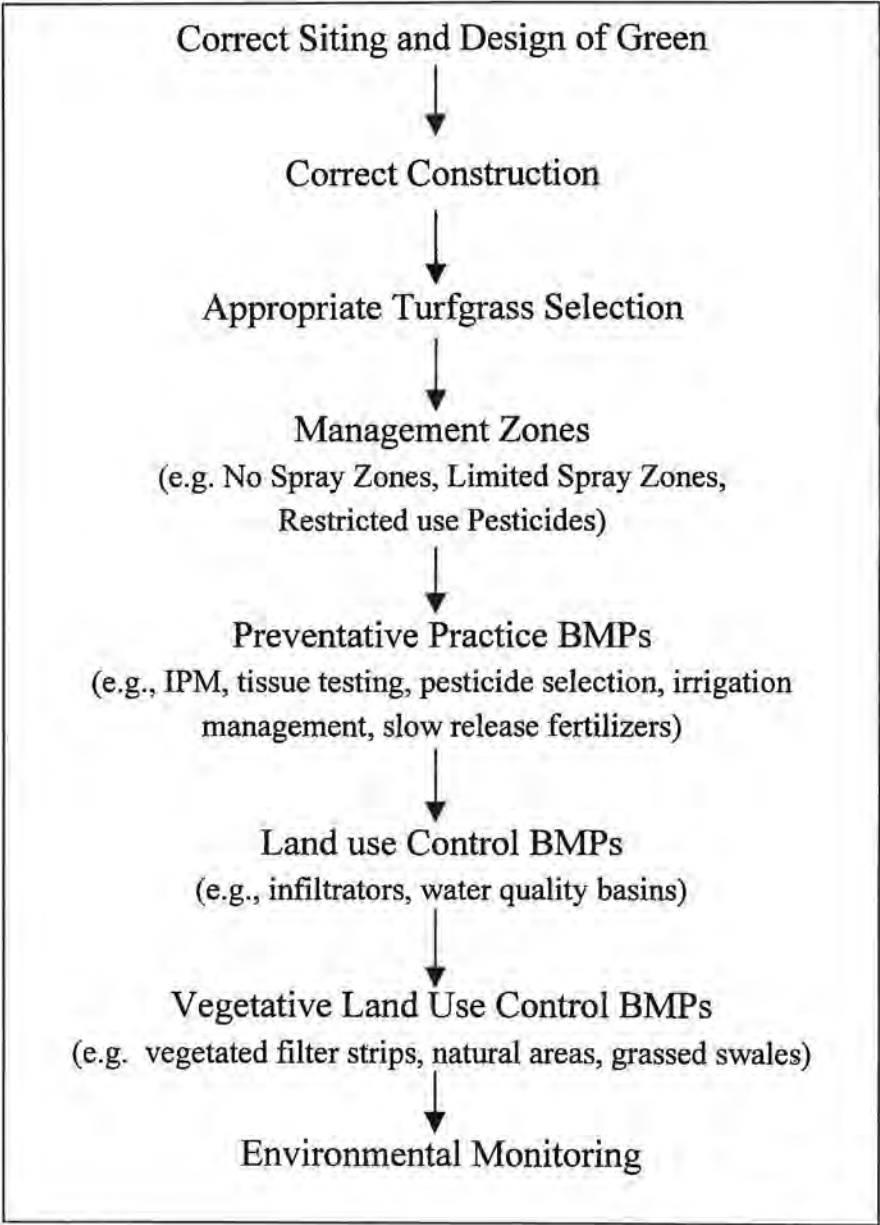 Correct Siting and Design of Green
Correct Construction
Appropriate Turfgrass Selection
Management Zones
(e.g. No Spray Zones, Limited Spray Zones,
Restricted use Pesticides)
Preventative Practice BMPs
(e.g., IPM, tissue testing, pesticide selection, irrigation
management, slow release fertilizers)
Land use Control BMPs
(e.g., infiltrators, water quality basins)
Vegetative Land Use Control BMPs
(e.g. vegetated filter strips, natural areas, grassed swales)
Environmental Monitoring